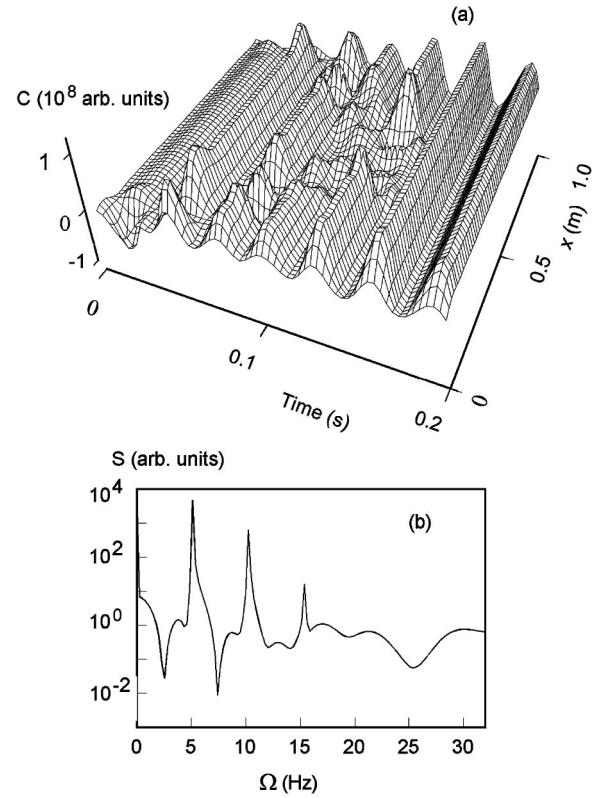 (a)
C (10⁸ arb. units)
1
0
-1
0
0.1
0.2
Time (s)
0
0.5
1.0
x (m)
S (arb. units)
(b)
10⁴
10²
10⁰
10⁻²
0 5 10 15 20 25 30
Ω (Hz)